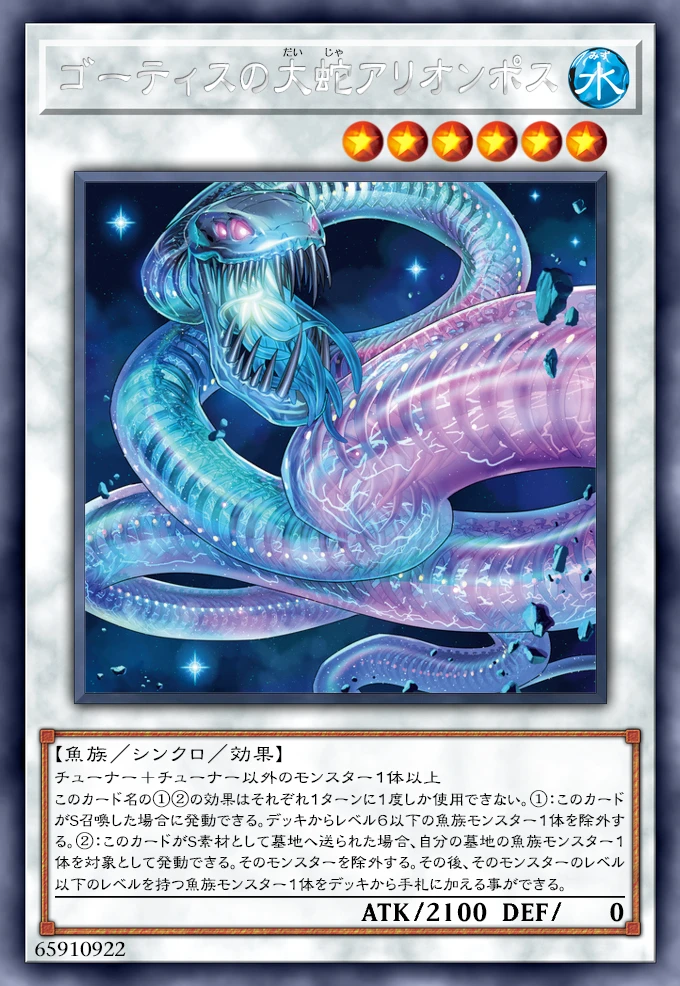 ゴーティスの大蛇アリオンポス
だい じゃ
みず
水
【魚族／シンクロ／効果】
チューナー＋チューナー以外のモンスター１体以上
このカード名の①②の効果はそれぞれ１ターンに１度しか使用できない。①：このカード
がS召喚した場合に発動できる。デッキからレベル６以下の魚族モンスター１体を除外す
る。②：このカードがS素材として墓地へ送られた場合、自分の墓地の魚族モンスター１
体を対象として発動できる。そのモンスターを除外する。その後、そのモンスターのレベル
以下のレベルを持つ魚族モンスター１体をデッキから手札に加える事ができる。
ATK/2100 DEF/ 0
65910922